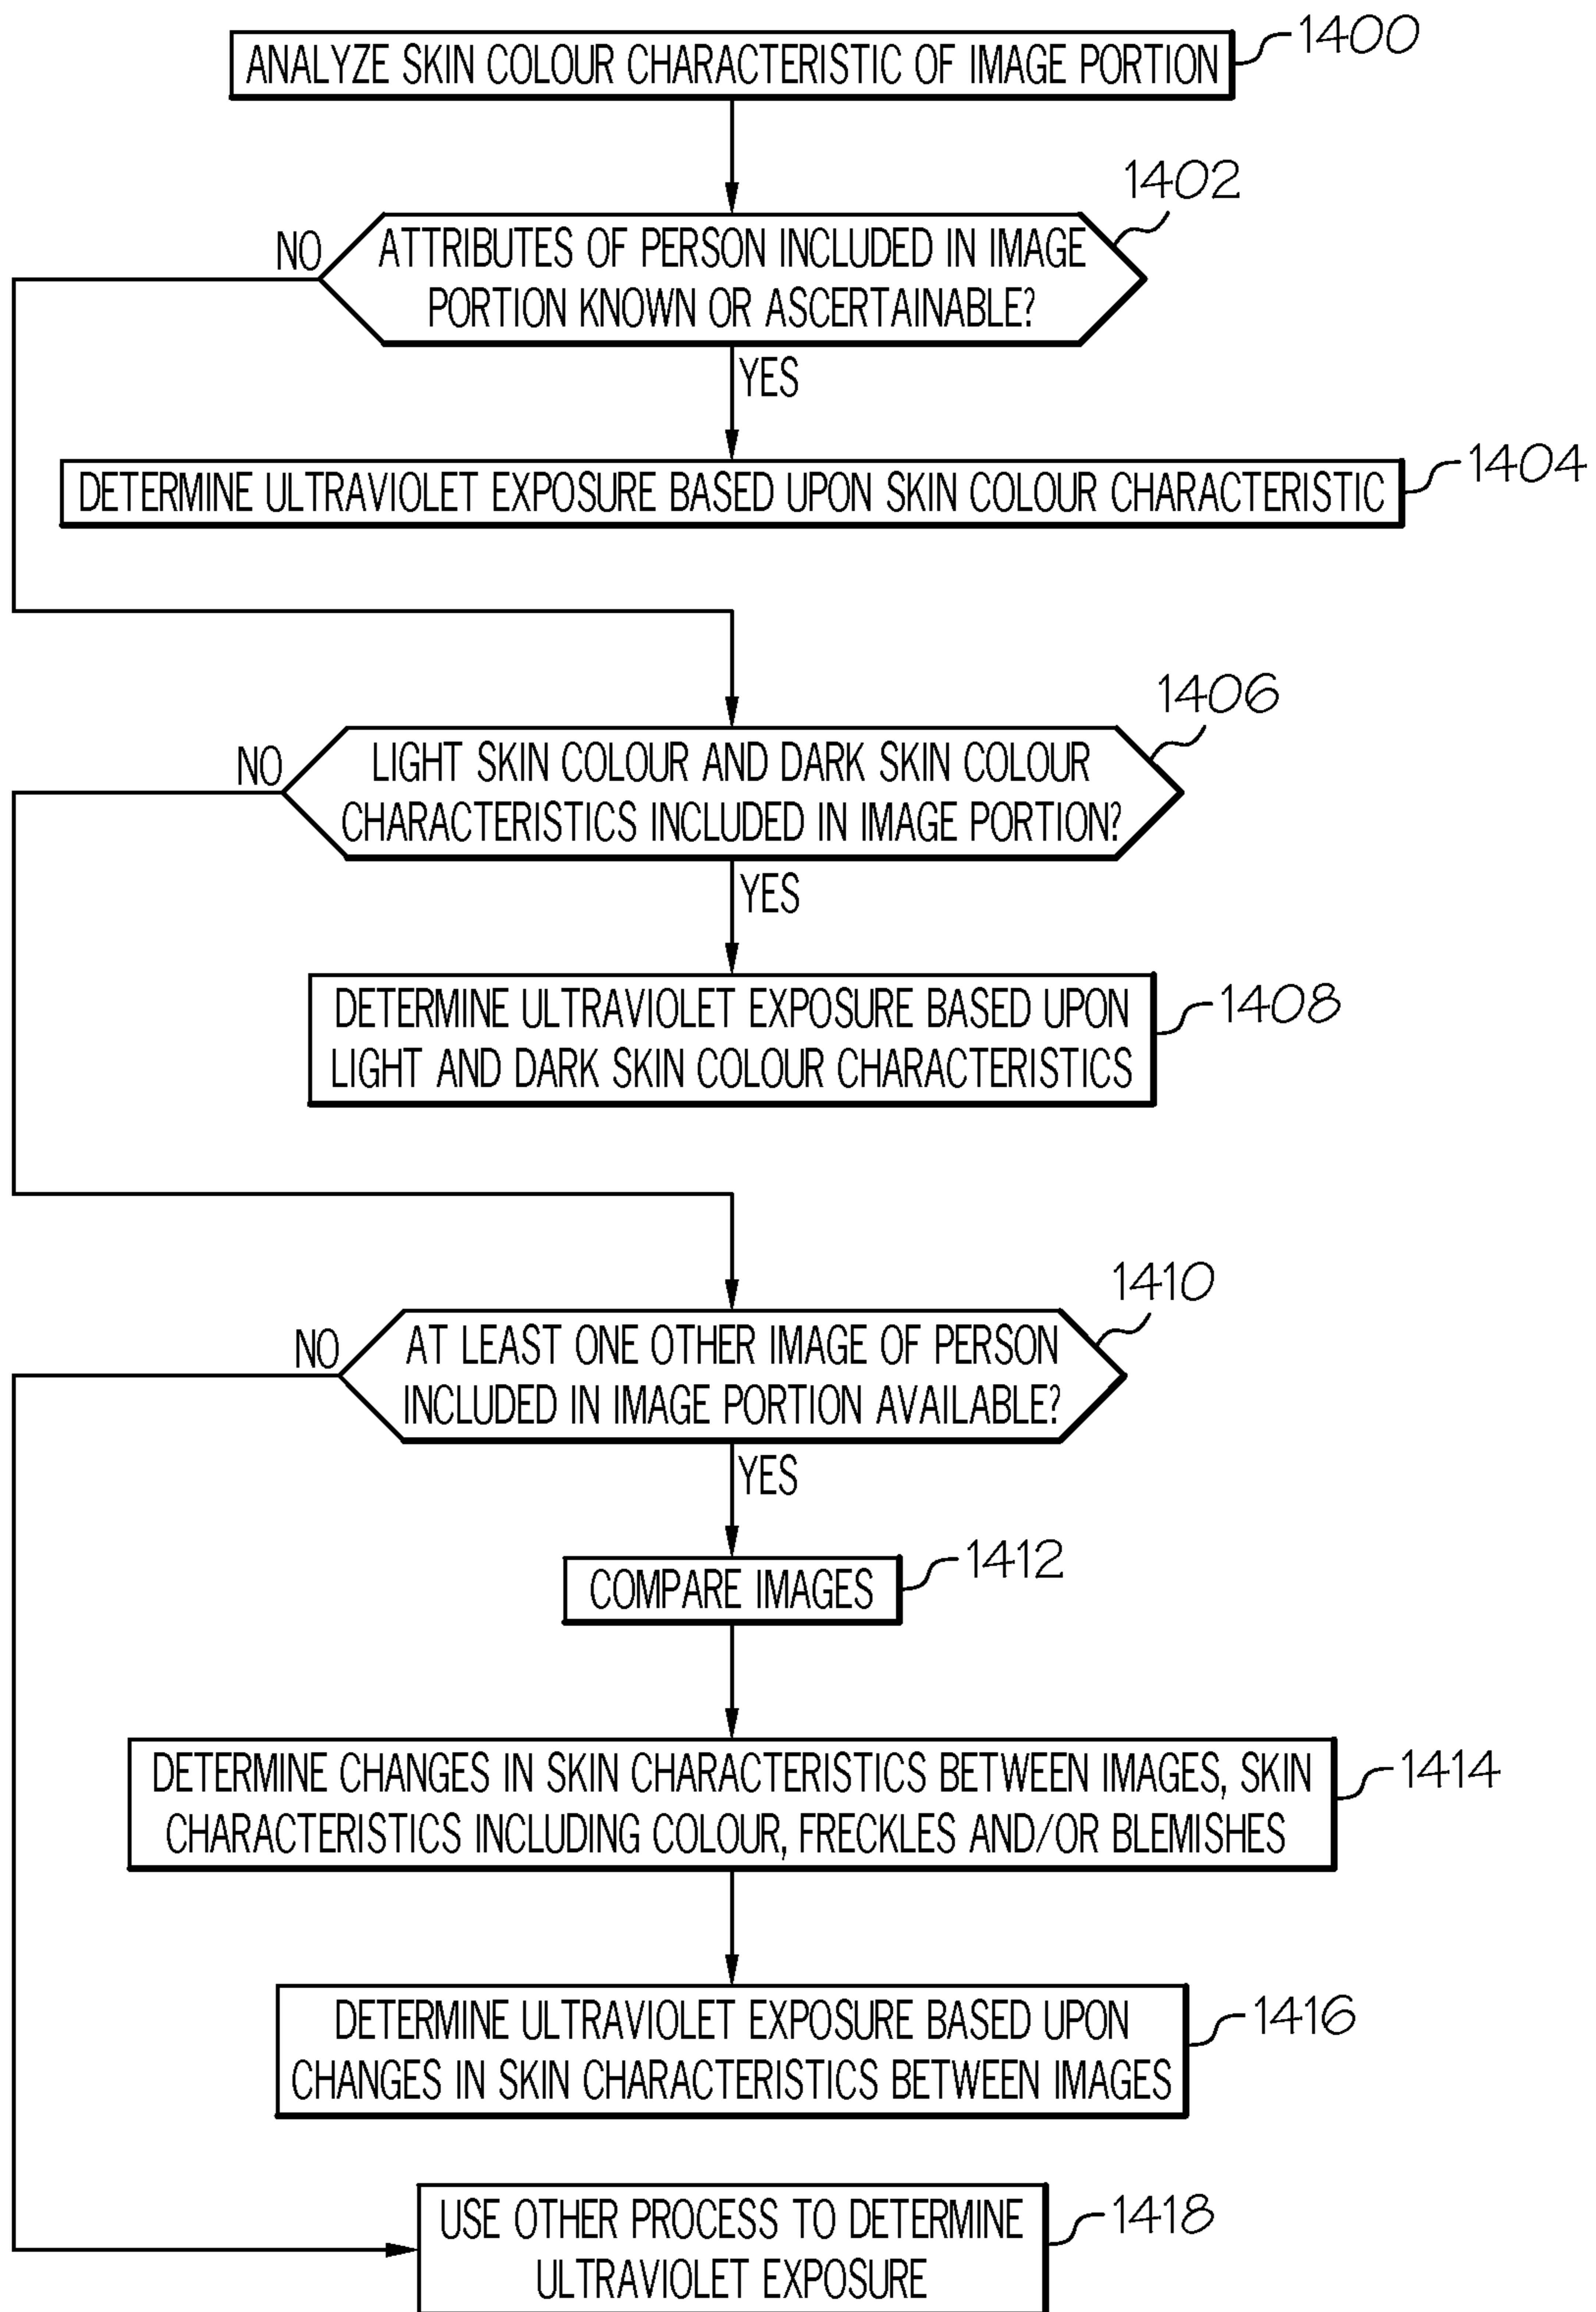 1400
ANALYZE SKIN COLOUR CHARACTERISTIC OF IMAGE PORTION
1402
NO
ATTRIBUTES OF PERSON INCLUDED IN IMAGE
PORTION KNOWN OR ASCERTAINABLE?
YES
1404
DETERMINE ULTRAVIOLET EXPOSURE BASED UPON SKIN COLOUR CHARACTERISTIC
1406
NO
LIGHT SKIN COLOUR AND DARK SKIN COLOUR
CHARACTERISTICS INCLUDED IN IMAGE PORTION?
YES
1408
DETERMINE ULTRAVIOLET EXPOSURE BASED UPON
LIGHT AND DARK SKIN COLOUR CHARACTERISTICS
1410
NO
AT LEAST ONE OTHER IMAGE OF PERSON
INCLUDED IN IMAGE PORTION AVAILABLE?
YES
1412
COMPARE IMAGES
1414
DETERMINE CHANGES IN SKIN CHARACTERISTICS BETWEEN IMAGES, SKIN
CHARACTERISTICS INCLUDING COLOUR, FRECKLES AND/OR BLEMISHES
1416
DETERMINE ULTRAVIOLET EXPOSURE BASED UPON
CHANGES IN SKIN CHARACTERISTICS BETWEEN IMAGES
1418
USE OTHER PROCESS TO DETERMINE
ULTRAVIOLET EXPOSURE